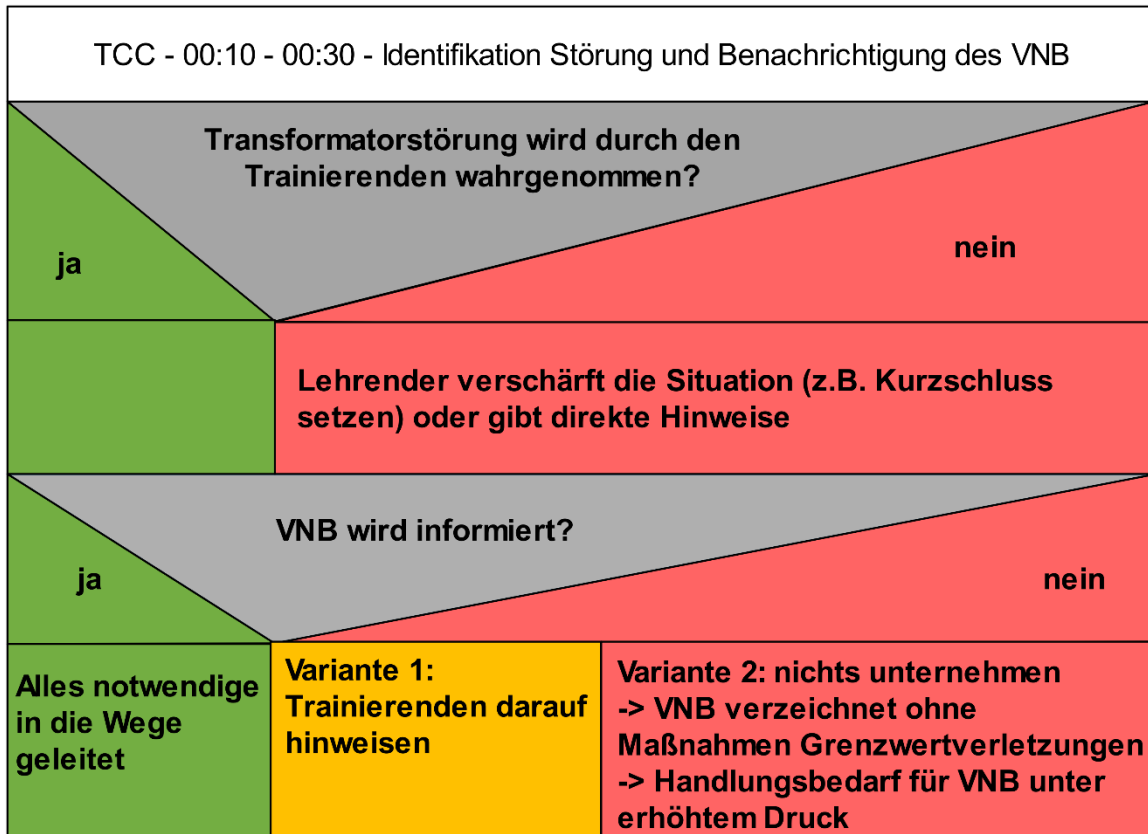 TCC - 00:10 - 00:30 - Identifikation Störung und Benachrichtigung des VNB
Transformatorstörung wird durch den
Trainierenden wahrgenommen?
ja
nein
Lehrender verschärft die Situation (z.B. Kurzschluss
setzen) oder gibt direkte Hinweise
VNB wird informiert?
ja
nein
Alles notwendige
in die Wege
geleitet
Variante 1:
Trainierenden darauf
hinweisen
Variante 2: nichts unternehmen
-> VNB verzeichnet ohne
Maßnahmen Grenzwertverletzungen
-> Handlungsbedarf für VNB unter
erhöhtem Druck